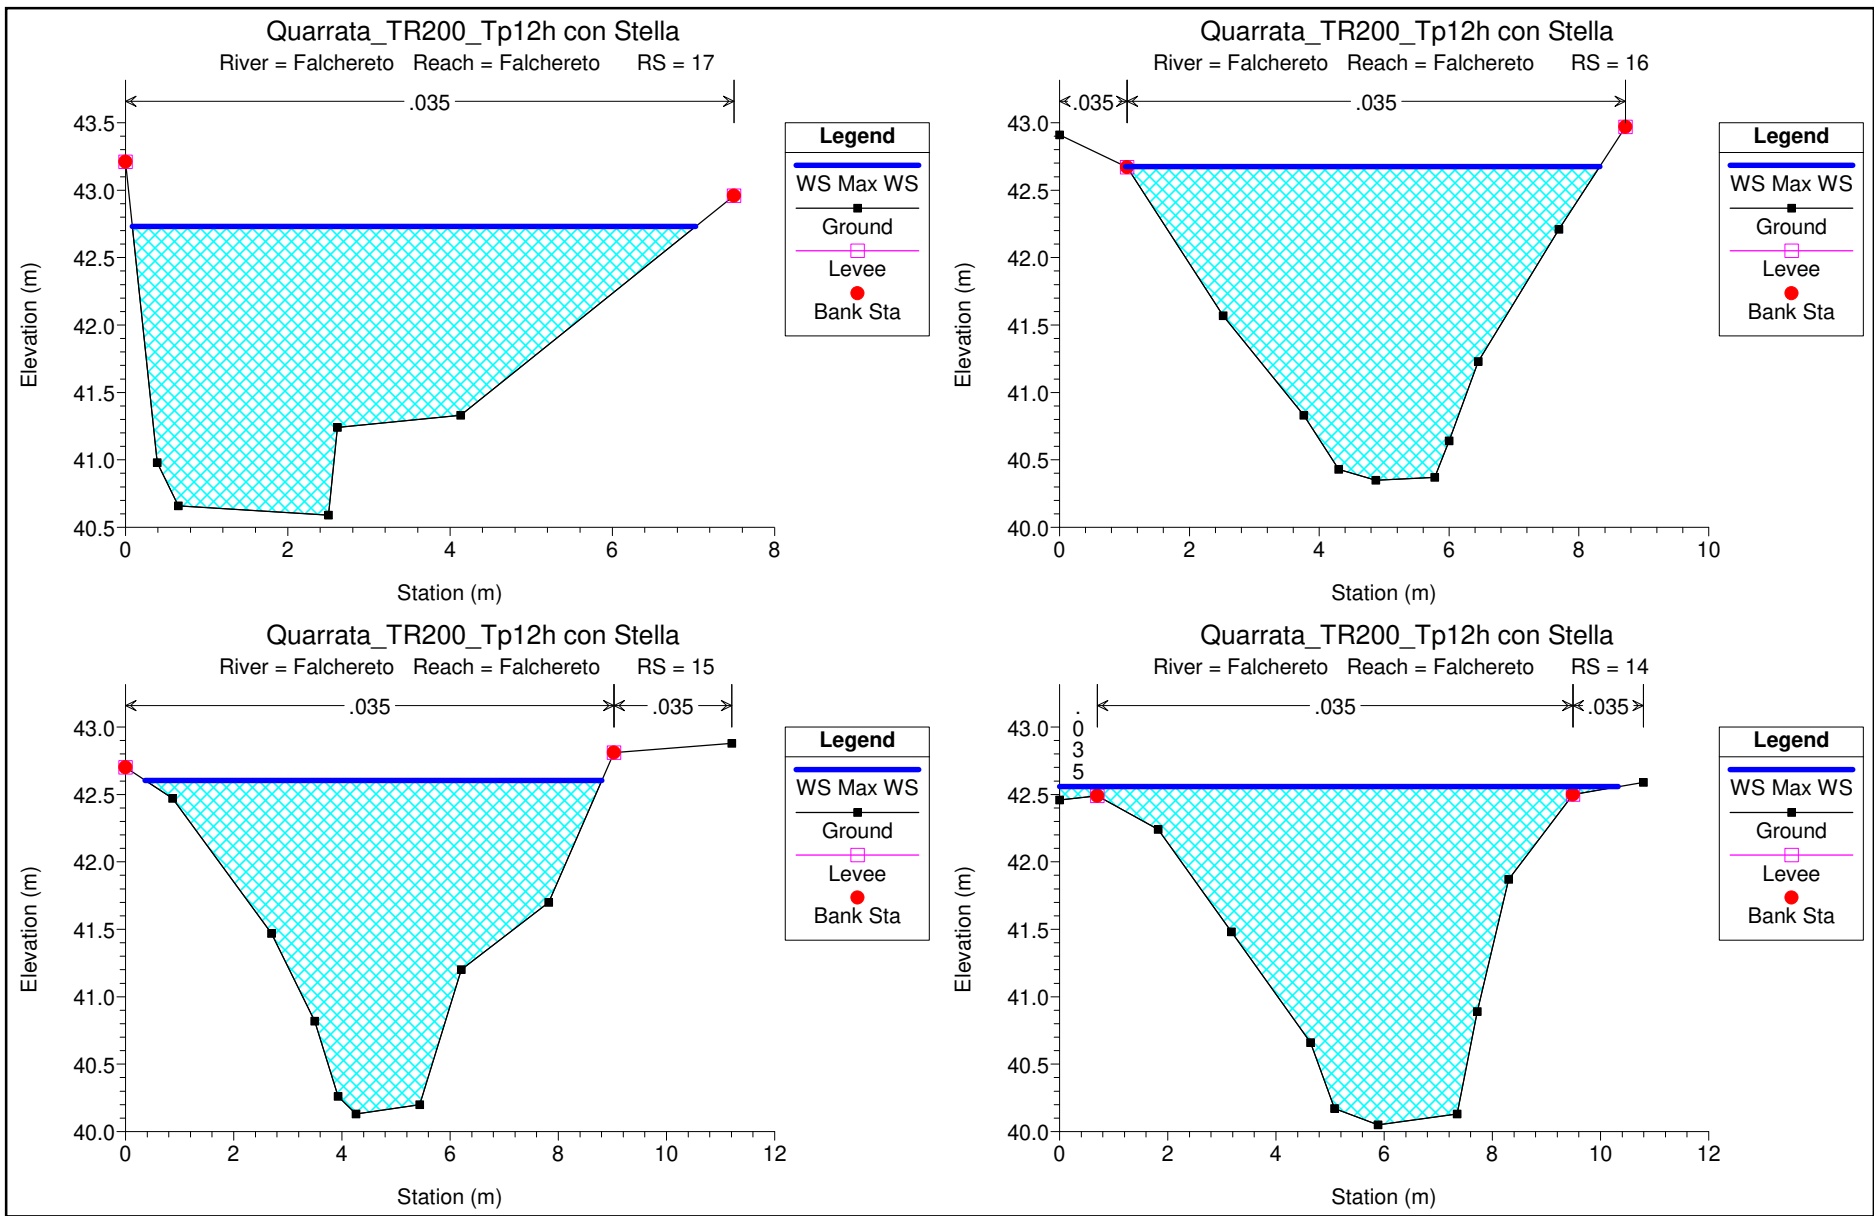 Quarrata_TR200_Tp12h con Stella
River = Falchereto Reach = Falchereto RS = 17
.035
43.5
43.0
42.5
42.0
41.5
41.0
40.5
0 2 4 6 8
Elevation (m)
Station (m)
Legend
WS Max WS
Ground
Levee
Bank Sta
Quarrata_TR200_Tp12h con Stella
River = Falchereto Reach = Falchereto RS = 16
.035 .035
43.0
42.5
42.0
41.5
41.0
40.5
40.0
0 2 4 6 8 10
Elevation (m)
Station (m)
Legend
WS Max WS
Ground
Levee
Bank Sta
Quarrata_TR200_Tp12h con Stella
River = Falchereto Reach = Falchereto RS = 15
.035 .035
43.0
42.5
42.0
41.5
41.0
40.5
40.0
0 2 4 6 8 10 12
Elevation (m)
Station (m)
Legend
WS Max WS
Ground
Levee
Bank Sta
Quarrata_TR200_Tp12h con Stella
River = Falchereto Reach = Falchereto RS = 14
.035 .035 .035
43.0
42.5
42.0
41.5
41.0
40.5
40.0
0 2 4 6 8 10 12
Elevation (m)
Station (m)
Legend
WS Max WS
Ground
Levee
Bank Sta